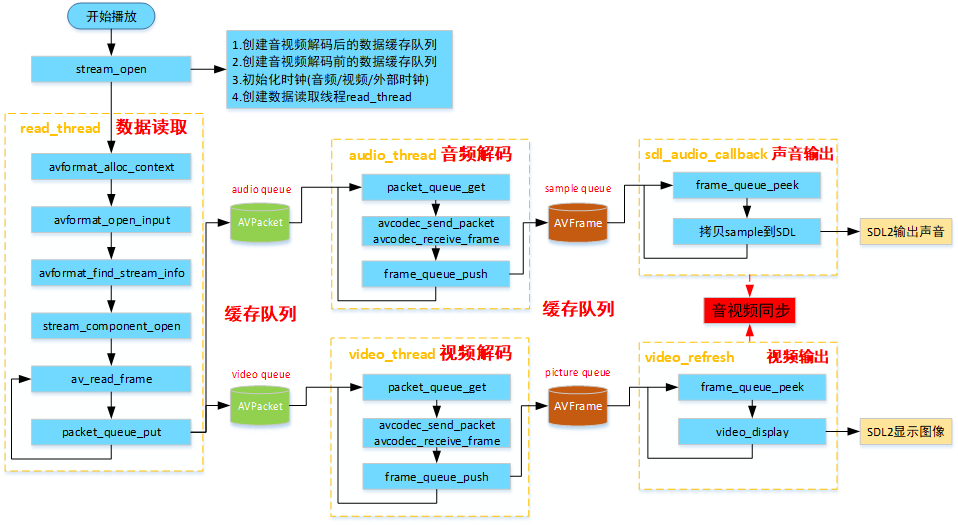 开始播放
stream_open
1.创建音视频解码后的数据缓存队列
2.创建音视频解码前的数据缓存队列
3.初始化时钟(音频/视频/外部时钟)
4.创建数据读取线程read_thread
read_thread 数据读取
avformat_alloc_context
avformat_open_input
avformat_find_stream_info
stream_component_open
av_read_frame
packet_queue_put
audio queue
AVPacket
缓存队列
video queue
AVPacket
audio_thread 音频解码
packet_queue_get
avcodec_send_packet
avcodec_receive_frame
frame_queue_push
video_thread 视频解码
packet_queue_get
avcodec_send_packet
avcodec_receive_frame
frame_queue_push
sample queue
AVFrame
缓存队列
picture queue
AVFrame
sdl_audio_callback 声音输出
frame_queue_peek
拷贝sample到SDL
SDL2输出声音
音视频同步
video_refresh 视频输出
frame_queue_peek
video_display
SDL2显示图像